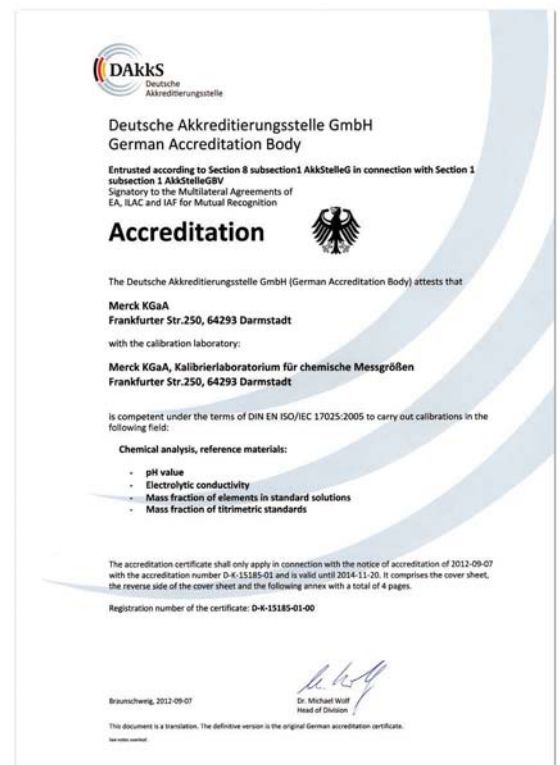 DAkkS
Deutsche
Akkreditierungsstelle
Deutsche Akkreditierungsstelle GmbH
German Accreditation Body
Entrusted according to Section 8 subsection1 AkkStelleG in connection with Section 1
subsection 1 AkkStelleGBV
Signatory to the Multilateral Agreements of
EA, ILAC and IAF for Mutual Recognition
Accreditation
The Deutsche Akkreditierungsstelle GmbH (German Accreditation Body) attests that
Merck KGaA
Frankfurter Str.250, 64293 Darmstadt
with the calibration laboratory:
Merck KGaA, Kalibrierlaboratorium für chemische Messgrößen
Frankfurter Str.250, 64293 Darmstadt
is competent under the terms of DIN EN ISO/IEC 17025:2005 to carry out calibrations in the
following field:
Chemical analysis, reference materials:
- pH value
- Electrolytic conductivity
- Mass fraction of elements in standard solutions
- Mass fraction of titrimetric standards
The accreditation certificate shall only apply in connection with the notice of accreditation of 2012-09-07
with the accreditation number D-K-15185-01 and is valid until 2014-11-20. It comprises the cover sheet,
the reverse side of the cover sheet and the following annex with a total of 4 pages.
Registration number of the certificate: D-K-15185-01-00
Braunschweig, 2012-09-07
Dr. Michael Wolf
Head of Division
This document is a translation. The definitive version is the original German accreditation certificate.
See notes overleaf.